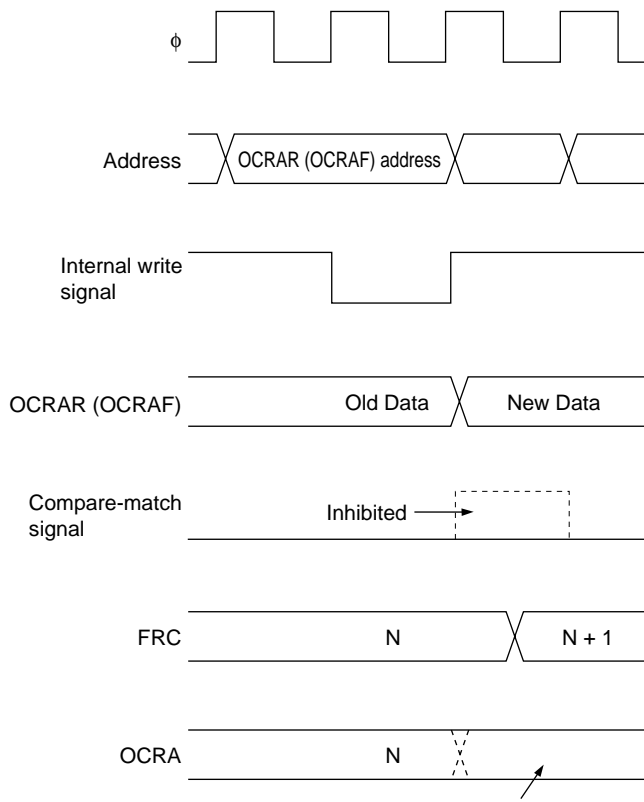 ϕ
Address
OCRAR (OCRAF) address
Internal write
signal
OCRAR (OCRAF)
Old Data
New Data
Compare-match
signal
Inhibited
FRC
N
N + 1
OCRA
N